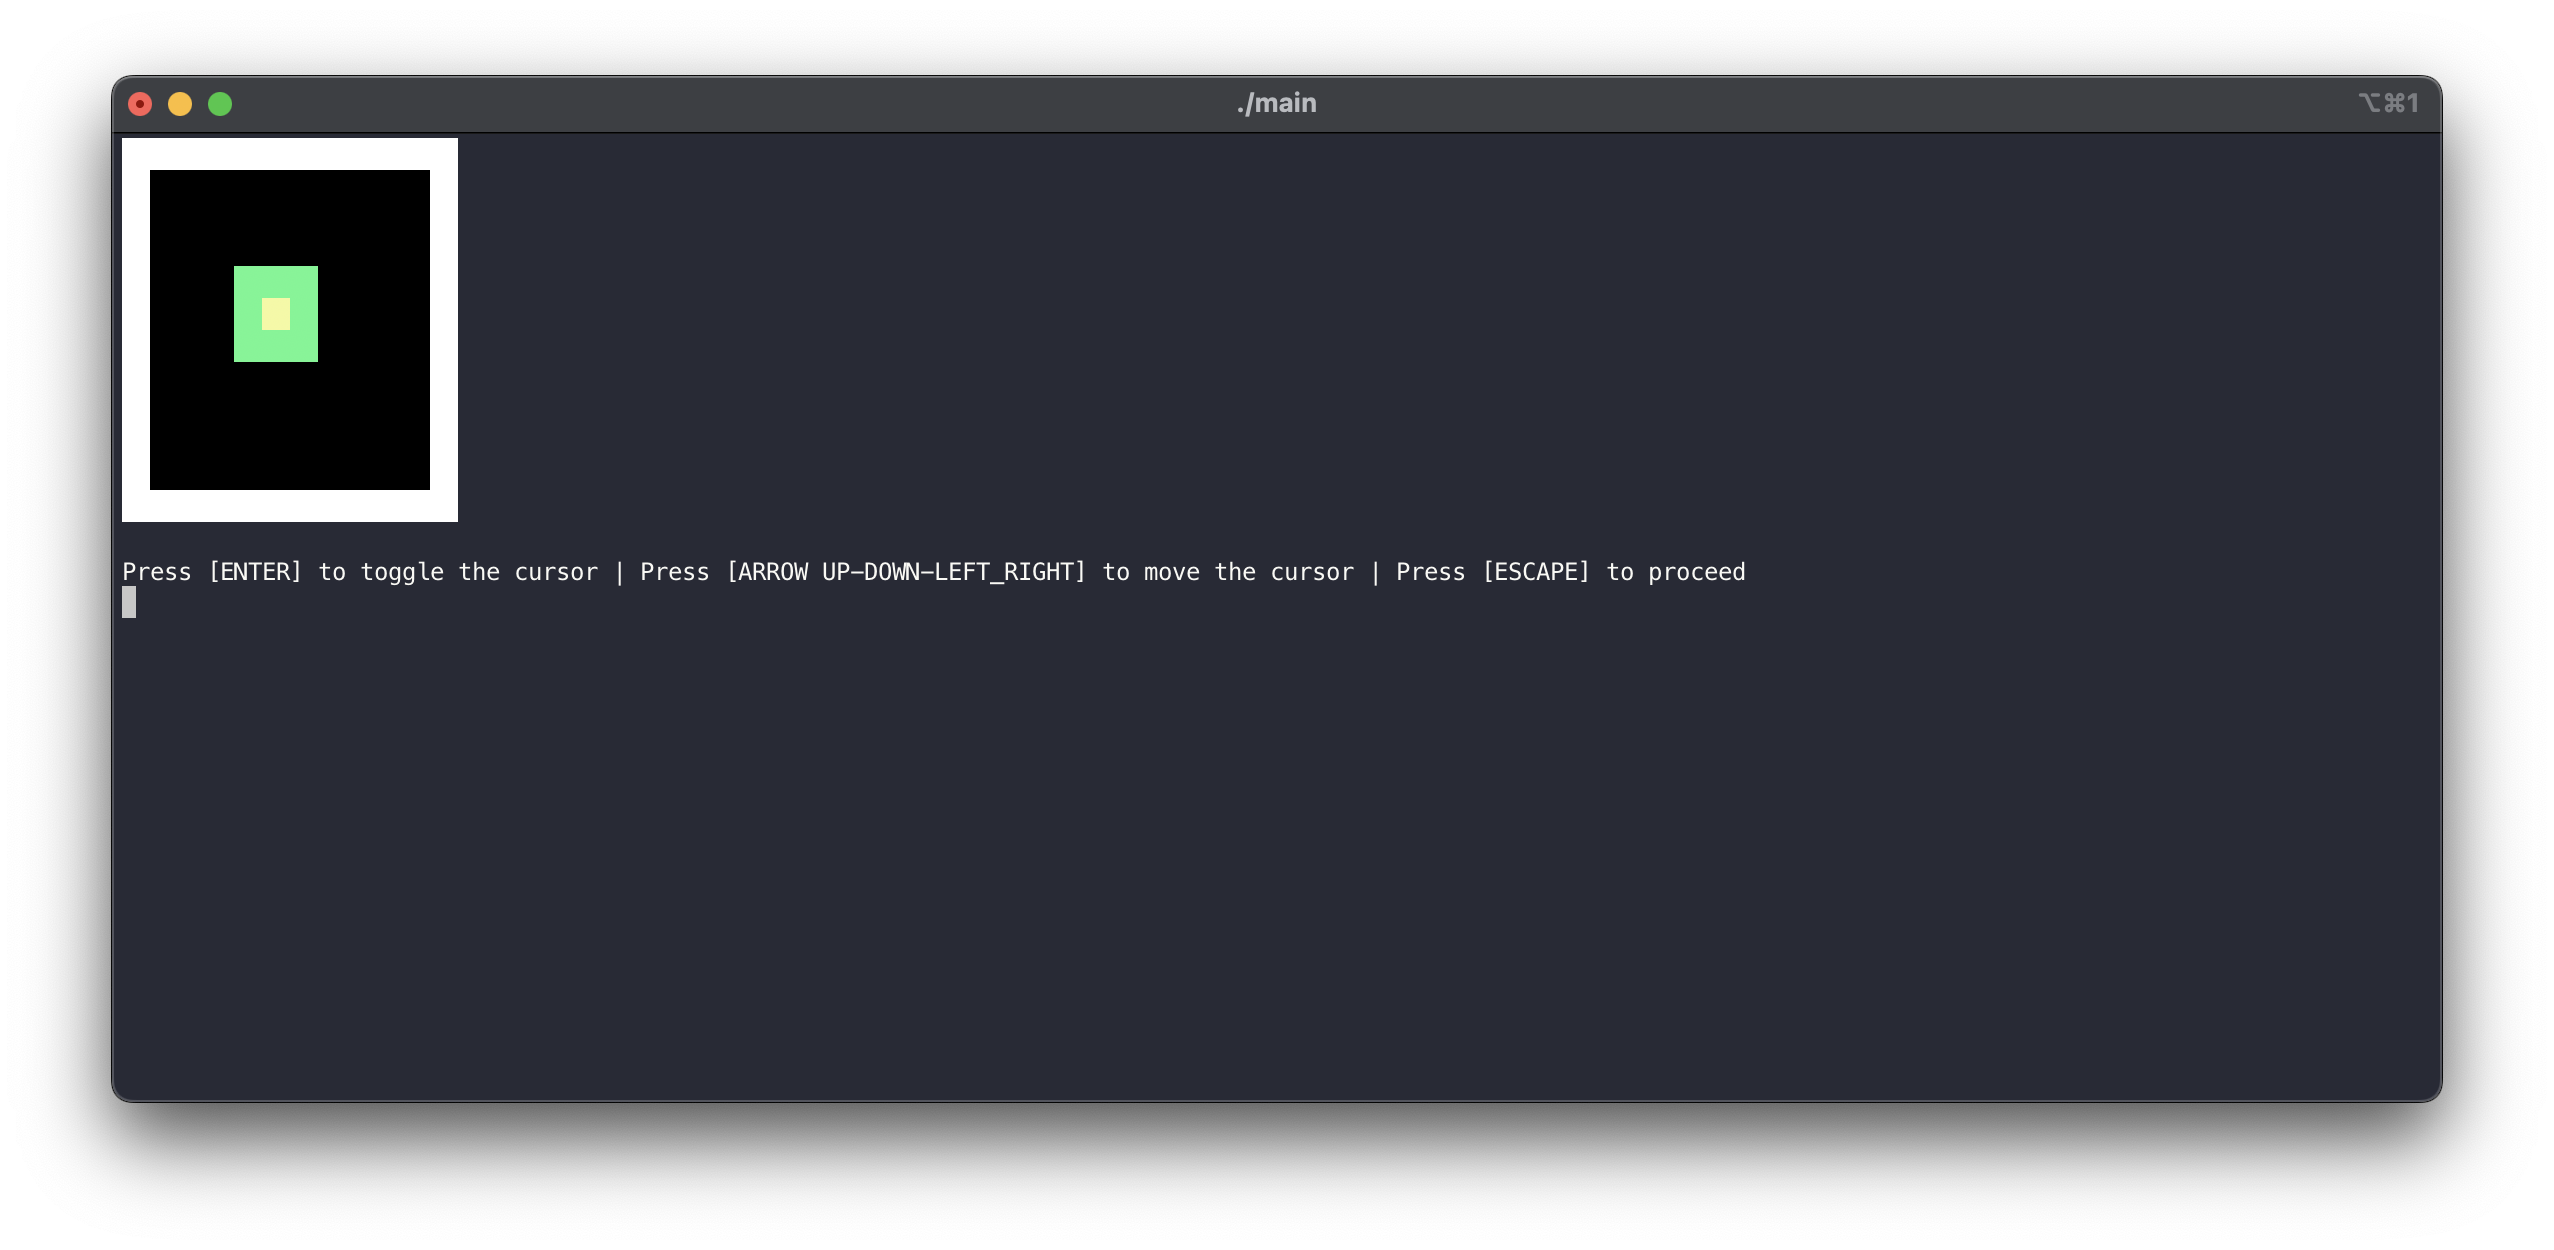 ./main
⌥⌘1
Press [ENTER] to toggle the cursor | Press [ARROW UP-DOWN-LEFT_RIGHT] to move the cursor | Press [ESCAPE] to proceed